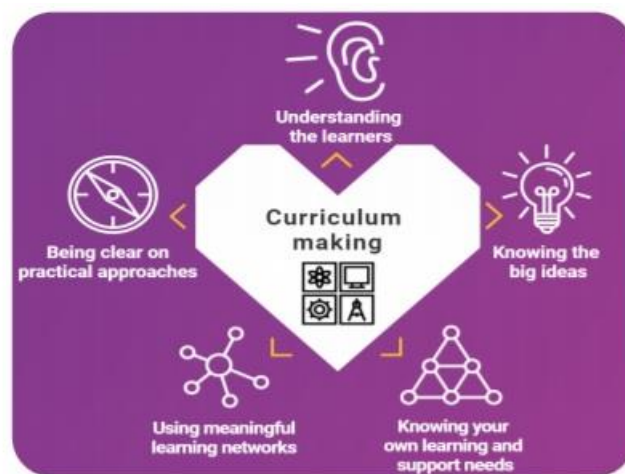 Understanding
the learners
Curriculum
making
Being clear on
practical approaches
Knowing the
big ideas
Using meaningful
learning networks
Knowing your
own learning and
support needs